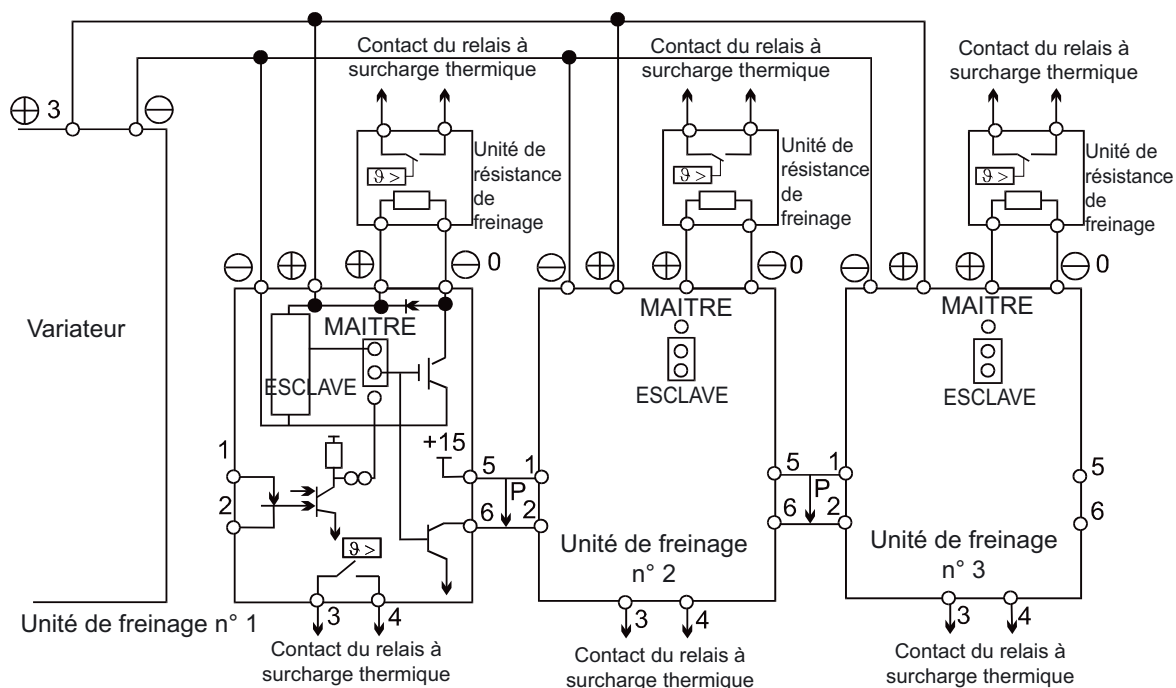 Contact du relais à
surcharge thermique
Contact du relais à
surcharge thermique
Contact du relais à
surcharge thermique
⊕ 3 ⊖
ϑ >
Unité de
résistance
de
freinage
ϑ >
Unité de
résistance
de
freinage
ϑ >
Unité de
résistance
de
freinage
⊖ ⊕ ⊕ ⊖ 0
⊖ ⊕ ⊕ ⊖ 0
⊖ ⊕ ⊕ ⊖ 0
Variateur
MAITRE
ESCLAVE
MAITRE
ESCLAVE
MAITRE
ESCLAVE
1
2
+15
5
6
P
1
2
5
6
P
1
2
5
6
ϑ >
Unité de freinage
n° 2
Unité de freinage
n° 3
Unité de freinage n° 1
3 4
3 4
3 4
Contact du relais à
surcharge thermique
Contact du relais à
surcharge thermique
Contact du relais à
surcharge thermique